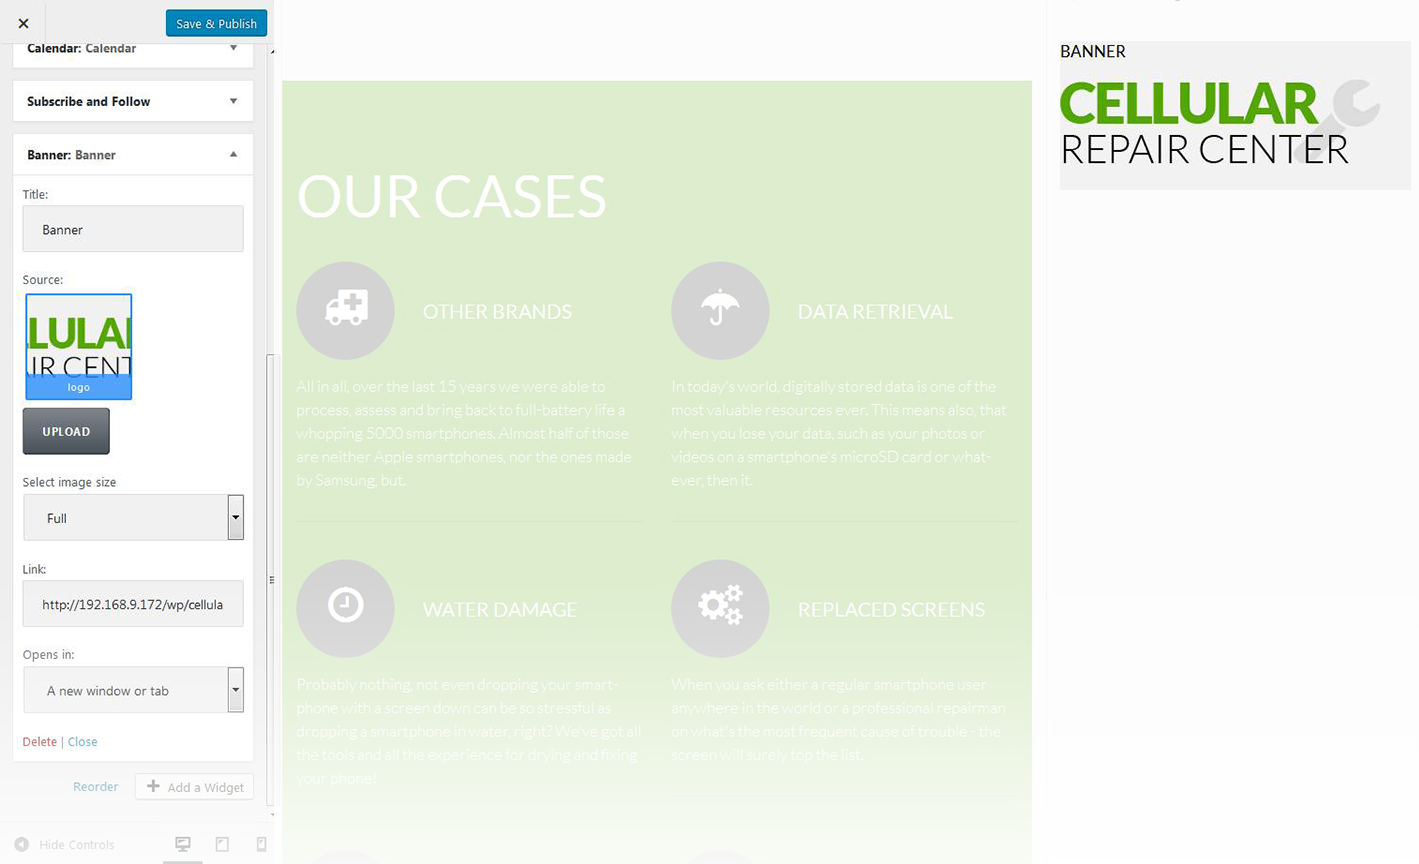 Save & Publish
Calendar: Calendar
Subscribe and Follow
Banner: Banner
Title:
Banner
Source:
LLULAR
AIR CENT
logo
UPLOAD
Select image size
Full
Link:
http://192.168.9.172/wp/cellula
Opens in:
A new window or tab
Delete | Close
Reorder
Add a Widget
Hide Controls
OUR CASES
OTHER BRANDS
All in all, over the last 15 years we were able to
process, assess and bring back to full-battery life a
whopping 5000 smartphones. Almost half of those
are neither Apple smartphones, nor the ones made
by Samsung, but.
DATA RETRIEVAL
In today's world, digitally stored data is one of the
most valuable resources ever. This means also, that
when you lose your data, such as your photos or
videos on a smartphone's microSD card or what-
ever, then it.
WATER DAMAGE
Probably nothing, not even dropping your smart-
phone with a screen down can be so stressful as
dropping a smartphone in water, right? We've got all
the tools and all the experience for drying and fixing
your phone!
REPLACED SCREENS
When you ask either a regular smartphone user
anywhere in the world or a professional repairman
on what's the most frequent cause of trouble - the
screen will surely top the list.
BANNER
CELLULAR
REPAIR CENTER